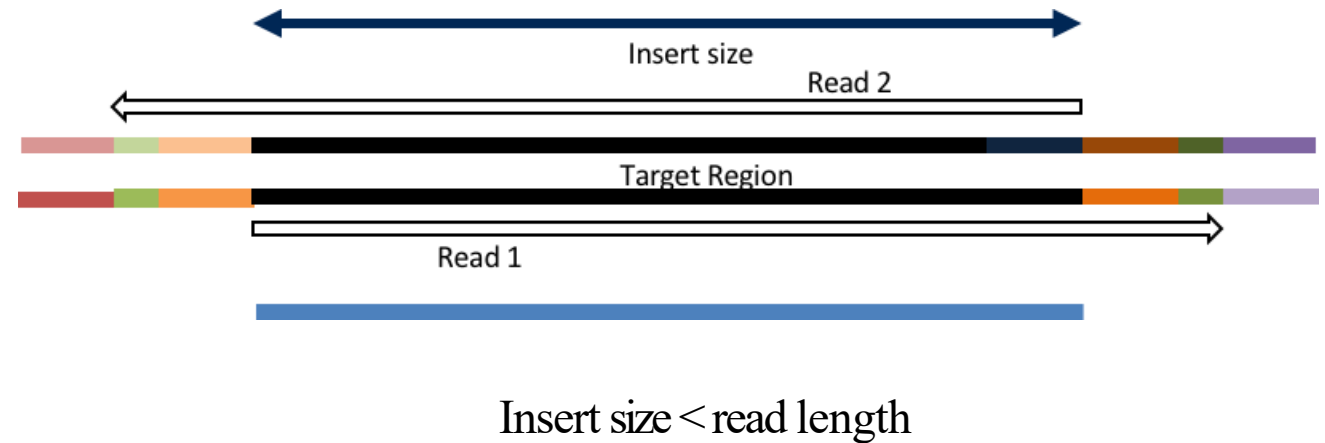 Insert size
Read 2
Target Region
Read 1
Insert size < read length